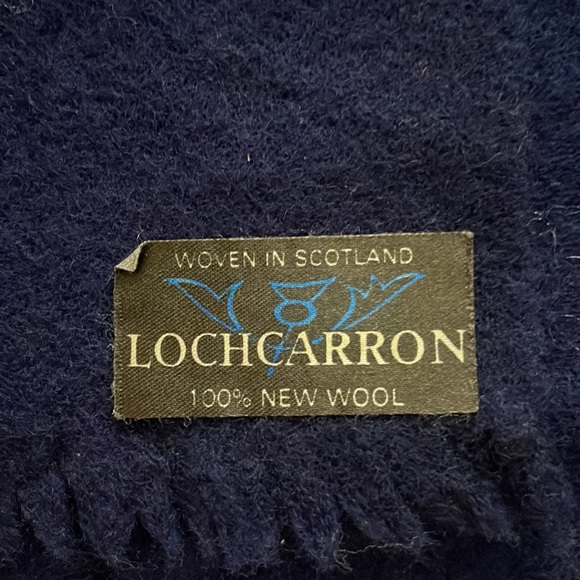 WOVEN IN SCOTLAND
LOCHCARRON
100% NEW WOOL